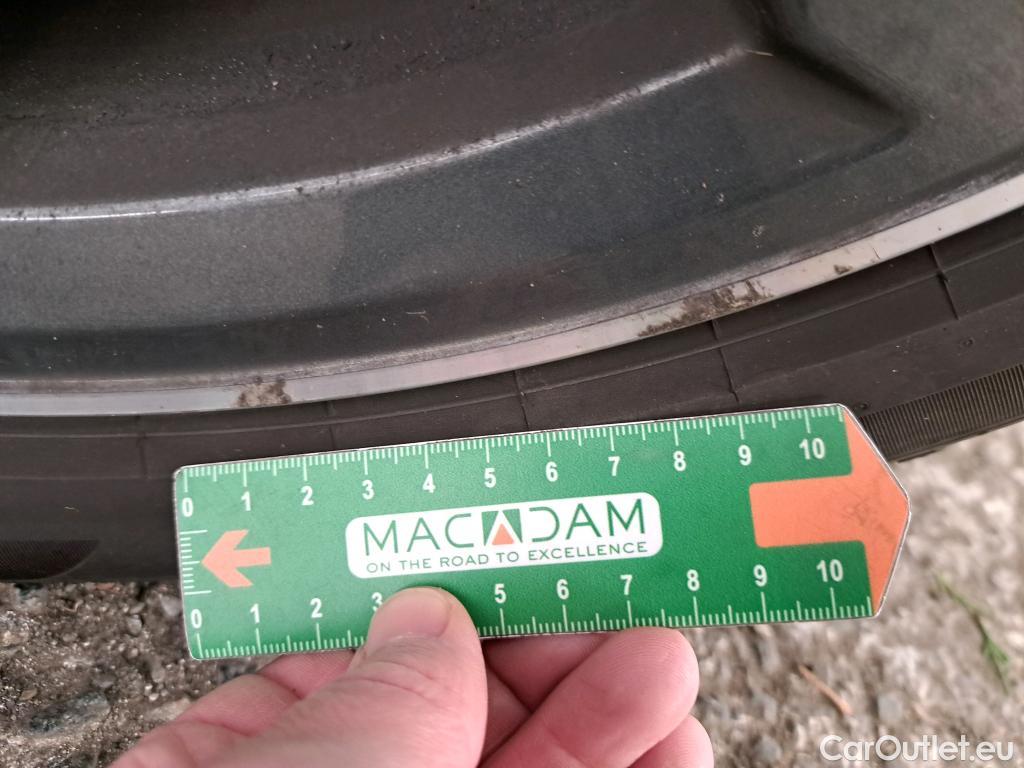 0 1 2 3 4 5 6 7 8 9 10
MACADAM
ON THE ROAD TO EXCELLENCE
0 1 2 3 5 6 7 8 9 10
CarOutlet.eu